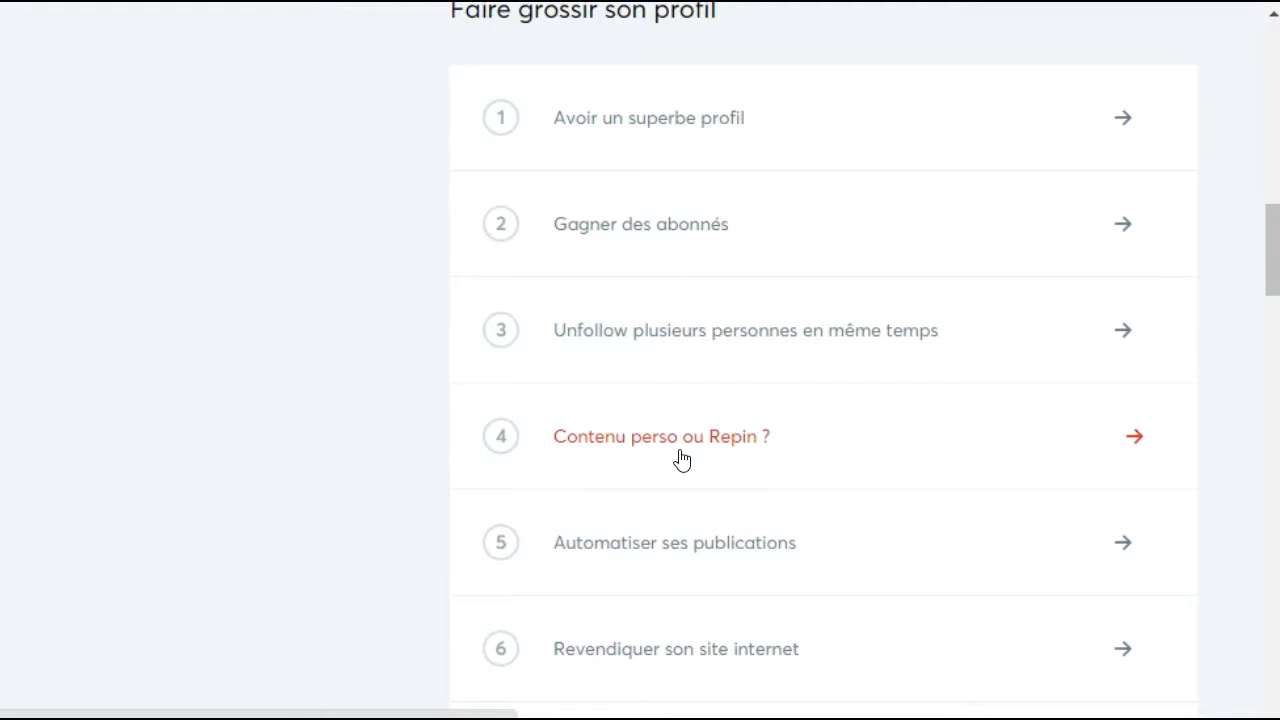 Faire grossir son profil
1 Avoir un superbe profil
2 Gagner des abonnés
3 Unfollow plusieurs personnes en même temps
4 Contenu perso ou Repin ?
5 Automatiser ses publications
6 Revendiquer son site internet